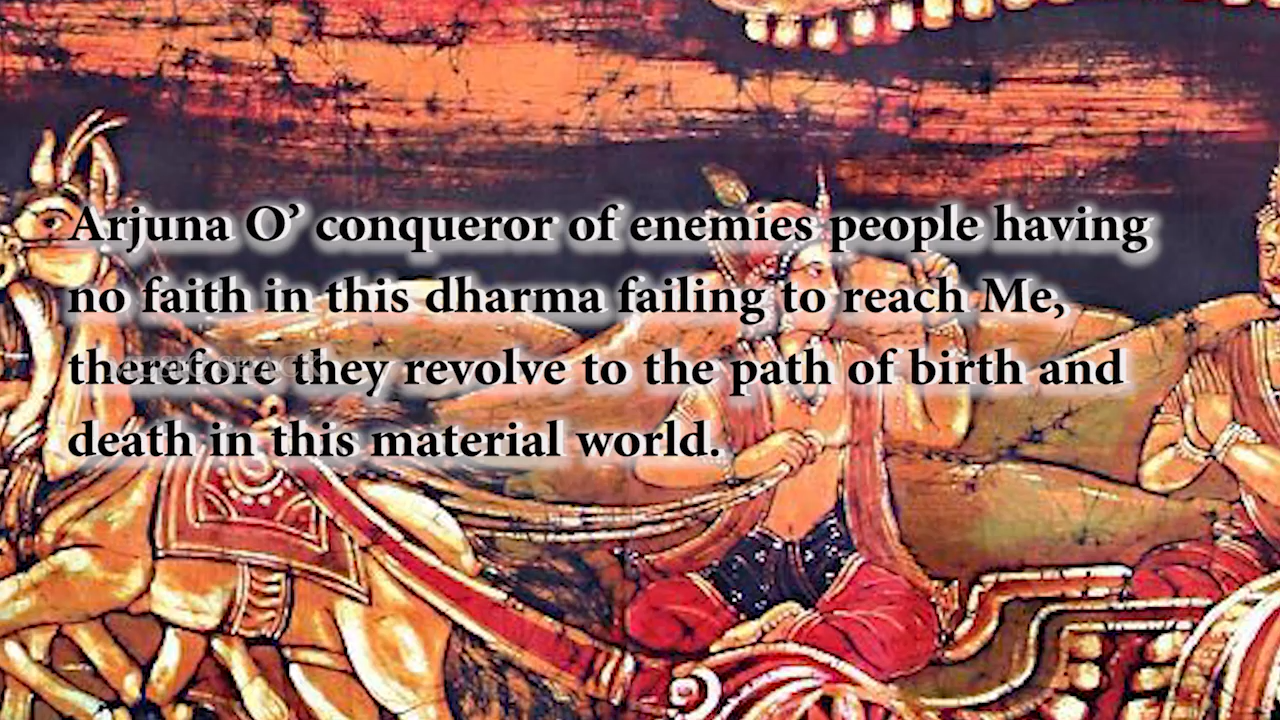 Arjuna O’ conqueror of enemies people having
no faith in this dharma failing to reach Me,
therefore they revolve to the path of birth and
death in this material world.